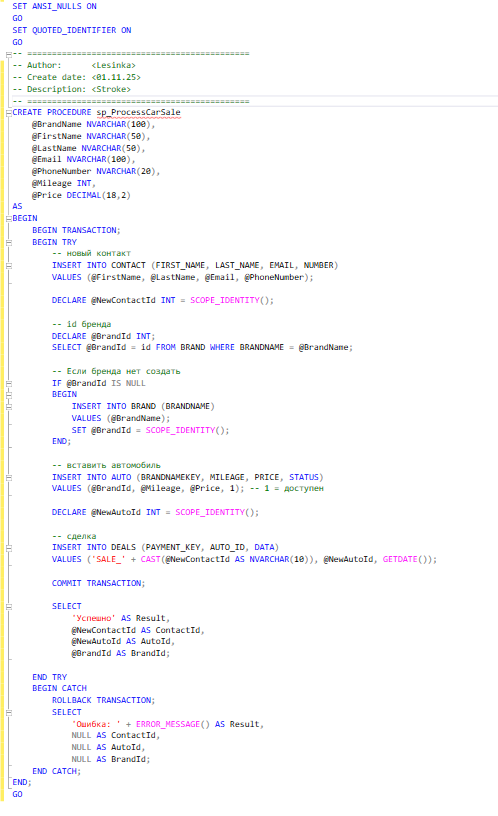 SET ANSI_NULLS ON
GO
SET QUOTED_IDENTIFIER ON
GO
-- =============================================
-- Author:      <Lesinka>
-- Create date: <01.11.25>
-- Description: <Stroke>
-- =============================================
CREATE PROCEDURE sp_ProcessCarSale
    @BrandName NVARCHAR(100),
    @FirstName NVARCHAR(50),
    @LastName NVARCHAR(50),
    @Email NVARCHAR(100),
    @PhoneNumber NVARCHAR(20),
    @Mileage INT,
    @Price DECIMAL(18,2)
AS
BEGIN
    BEGIN TRANSACTION;
    BEGIN TRY
        -- новый контакт
        INSERT INTO CONTACT (FIRST_NAME, LAST_NAME, EMAIL, NUMBER)
        VALUES (@FirstName, @LastName, @Email, @PhoneNumber);

        DECLARE @NewContactId INT = SCOPE_IDENTITY();

        -- id бренда
        DECLARE @BrandId INT;
        SELECT @BrandId = id FROM BRAND WHERE BRANDNAME = @BrandName;

        -- Если бренда нет создать
        IF @BrandId IS NULL
        BEGIN
            INSERT INTO BRAND (BRANDNAME)
            VALUES (@BrandName);
            SET @BrandId = SCOPE_IDENTITY();
        END;

        -- вставить автомобиль
        INSERT INTO AUTO (BRANDNAMEKEY, MILEAGE, PRICE, STATUS)
        VALUES (@BrandId, @Mileage, @Price, 1); -- 1 = доступен

        DECLARE @NewAutoId INT = SCOPE_IDENTITY();

        -- сделка
        INSERT INTO DEALS (PAYMENT_KEY, AUTO_ID, DATA)
        VALUES ('SALE_' + CAST(@NewContactId AS NVARCHAR(10)), @NewAutoId, GETDATE());

        COMMIT TRANSACTION;

        SELECT
            'Успешно' AS Result,
            @NewContactId AS ContactId,
            @NewAutoId AS AutoId,
            @BrandId AS BrandId;

    END TRY
    BEGIN CATCH
        ROLLBACK TRANSACTION;
        SELECT
            'Ошибка: ' + ERROR_MESSAGE() AS Result,
            NULL AS ContactId,
            NULL AS AutoId,
            NULL AS BrandId;
    END CATCH;
END;
GO